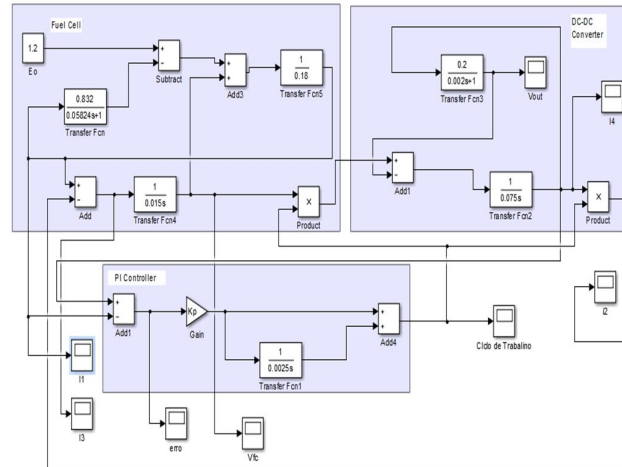 Fuel Cell
DC-DC
Converter
1.2
Eo
+
-
Subtract
+
+
Add3
1
0.18
Transfer Fcn5
0.2
0.002s+1
Transfer Fcn3
Vout
I4
0.832
0.05824s+1
Transfer Fcn
+
-
Add
1
0.015s
Transfer Fcn4
X
Product
+
-
Add1
1
0.075s
Transfer Fcn2
X
Product
PI Controller
+
-
Add1
Kp
Gain
+
+
Add4
1
0.0025s
Transfer Fcn1
Cldo de Trabalino
I2
I1
I3
erro
Vfc